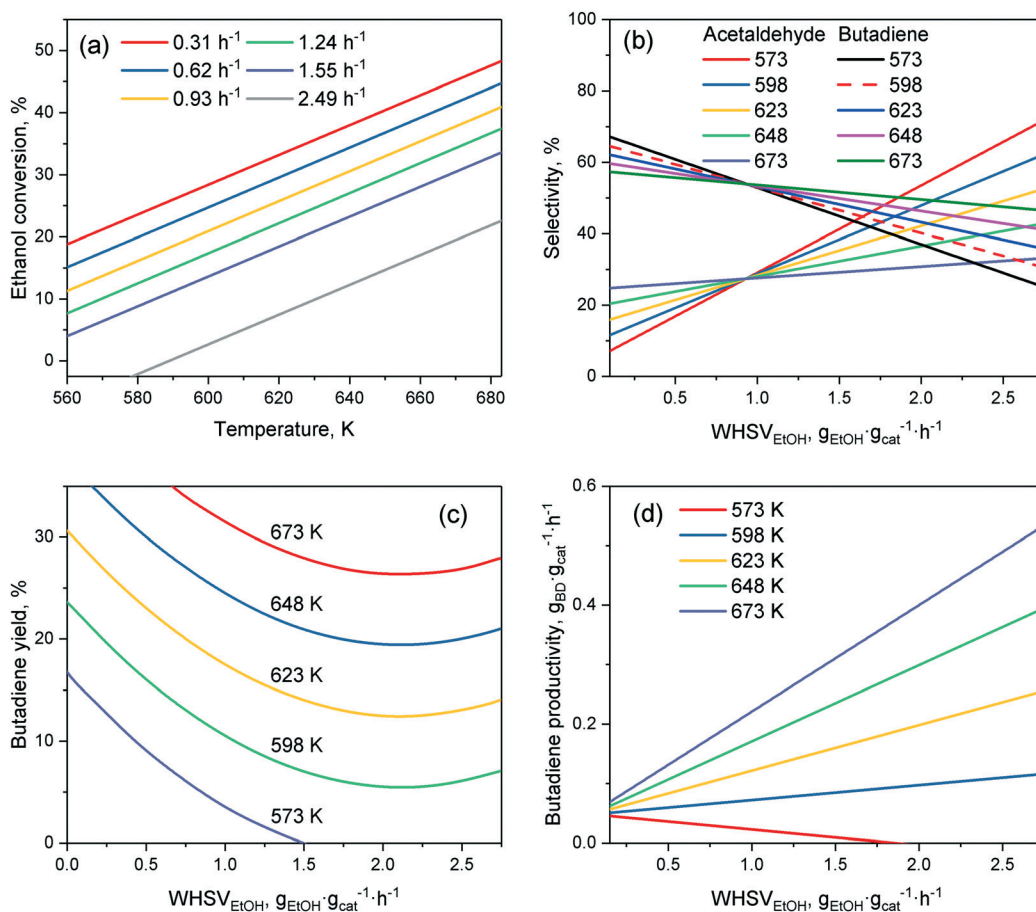 (a)
0.31 h⁻¹ 1.24 h⁻¹
0.62 h⁻¹ 1.55 h⁻¹
0.93 h⁻¹ 2.49 h⁻¹
Ethanol conversion, %
50
40
30
20
10
0
560 580 600 620 640 660 680
Temperature, K
(b)
Acetaldehyde Butadiene
573 573
598 598
623 623
648 648
673 673
Selectivity, %
100
80
60
40
20
0
0.5 1.0 1.5 2.0 2.5
WHSV_EtOH, g_EtOH·g_cat⁻¹·h⁻¹
(c)
Butadiene yield, %
30
20
10
0
673 K
648 K
623 K
598 K
573 K
0.0 0.5 1.0 1.5 2.0 2.5
WHSV_EtOH, g_EtOH·g_cat⁻¹·h⁻¹
(d)
573 K
598 K
623 K
648 K
673 K
Butadiene productivity, g_BD·g_cat⁻¹·h⁻¹
0.6
0.4
0.2
0.0
0.5 1.0 1.5 2.0 2.5
WHSV_EtOH, g_EtOH·g_cat⁻¹·h⁻¹